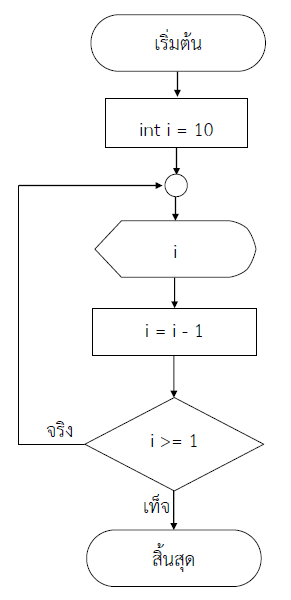 เริ่มต้น
int i = 10
i
i = i - 1
i >= 1
จริง
เท็จ
สิ้นสุด